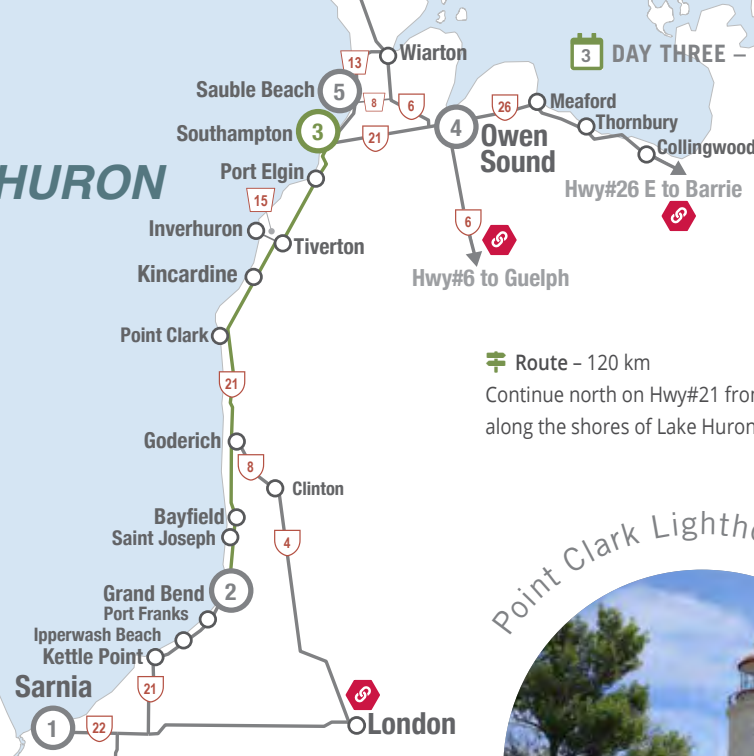 Wiarton
3
DAY THREE –
13
Sauble Beach
5
8
6
26
Meaford
Southampton
3
21
4
Owen
Sound
Thornbury
Collingwood
HURON
Port Elgin
Hwy#26 E to Barrie
15
6
Inverhuron
Tiverton
Kincardine
Hwy#6 to Guelph
Point Clark
Route – 120 km
21
Continue north on Hwy#21 fro
along the shores of Lake Huron
Goderich
8
Clinton
Bayfield
Saint Joseph
4
Point Clark Lighth
Grand Bend
2
Port Franks
Ipperwash Beach
Kettle Point
Sarnia
21
1
22
London